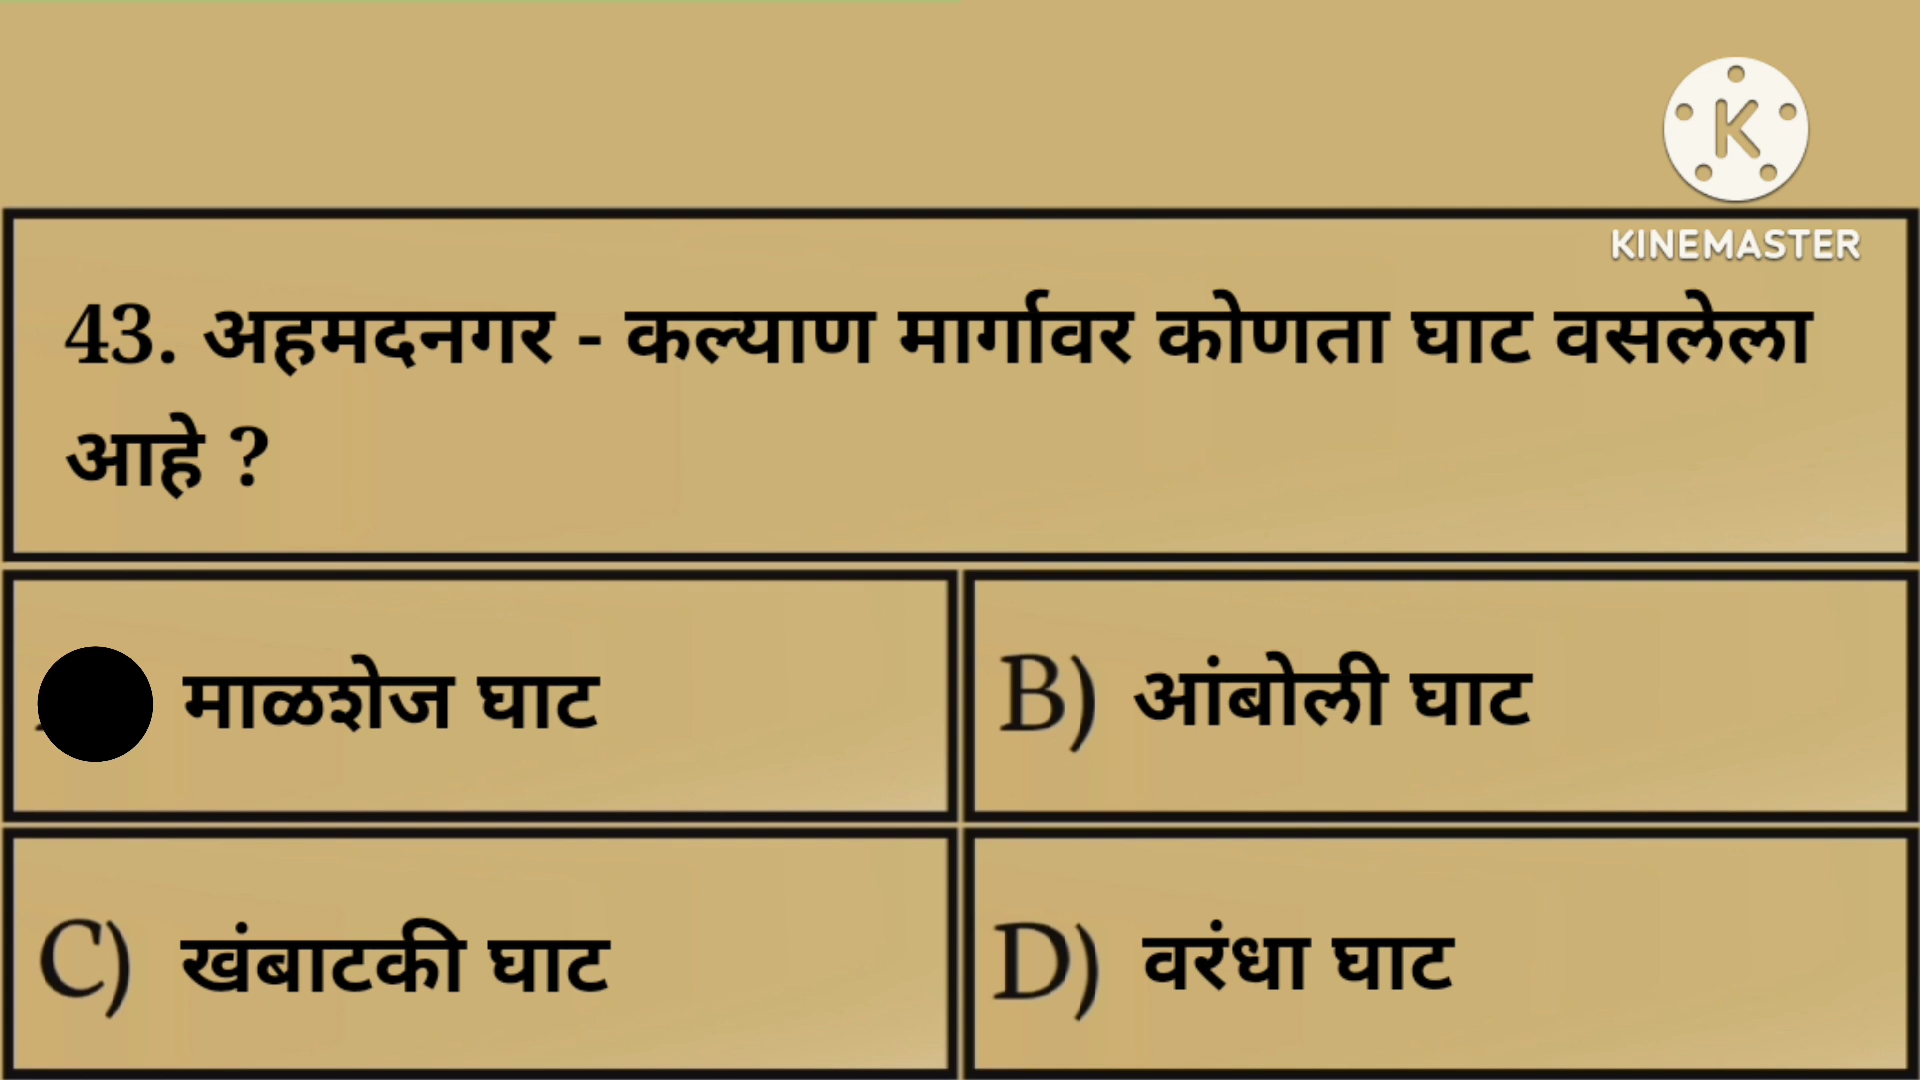 KINEMASTER
43. अहमदनगर - कल्याण मार्गावर कोणता घाट वसलेला
आहे ?
माळशेज घाट
B) आंबोली घाट
C) खंबाटकी घाट
D) वरंधा घाट